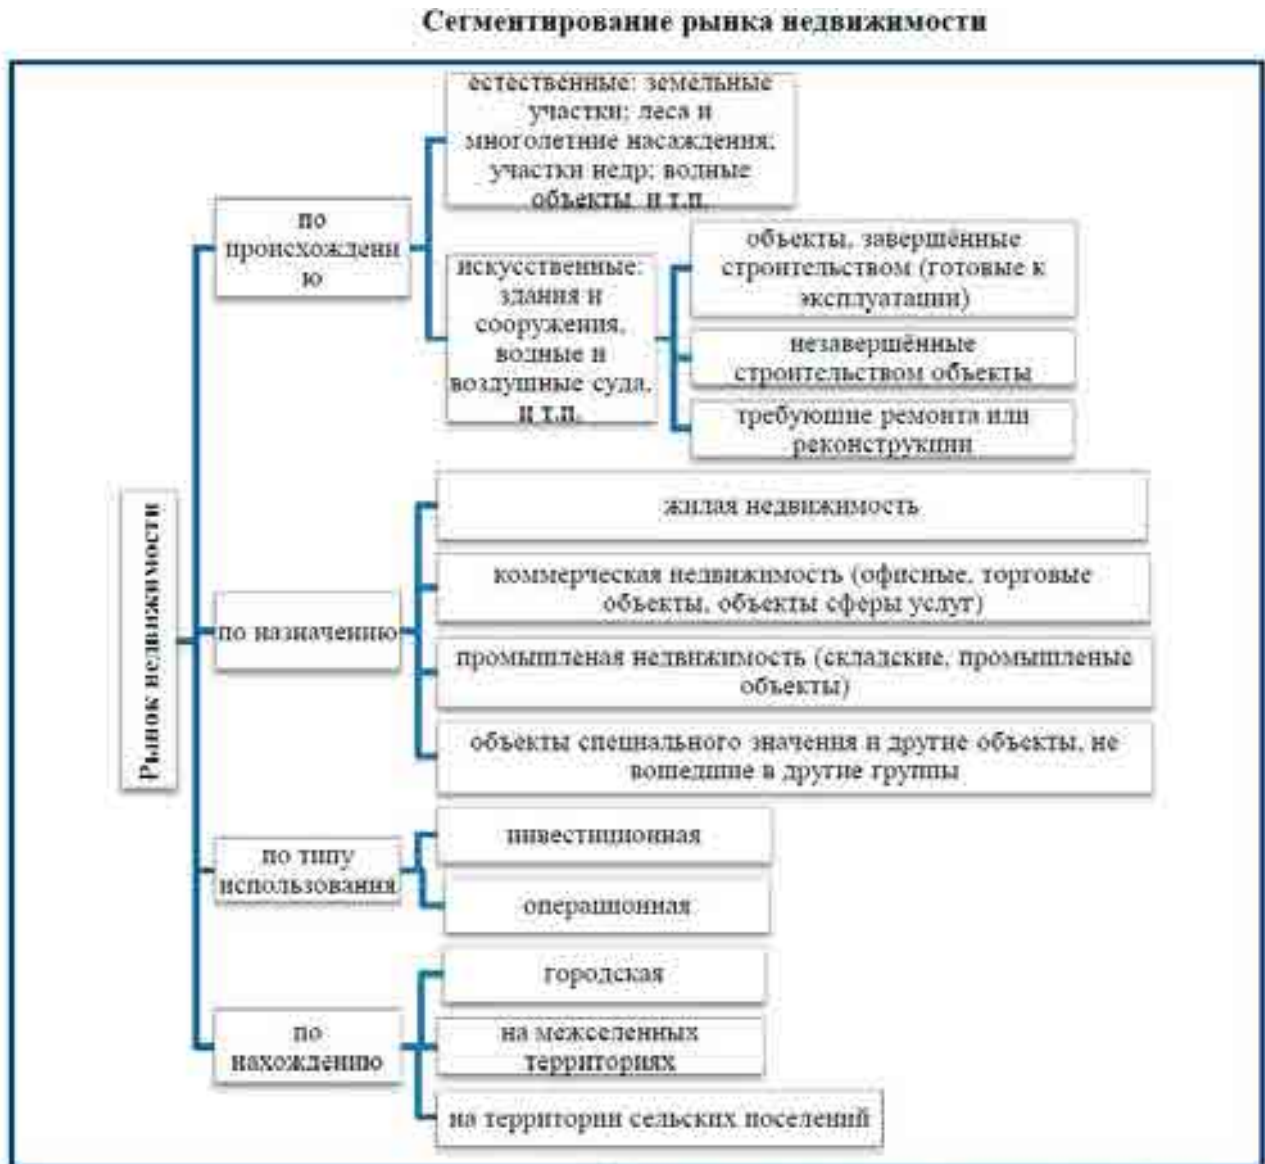 Сегментирование рынка недвижимости
естественные: земельные
участки; леса и
многолетние насаждения;
участки недр; водные
объекты и т.п.
по
происхождени
ю
искусственные:
здания и
сооружения,
водные и
воздушные суда,
и т.п.
объекты, завершённые
строительством (готовые к
эксплуатации)
незавершённые
строительством объекты
требующие ремонта или
реконструкции
Рынок недвижимости
по назначению
жилая недвижимость
коммерческая недвижимость (офисные, торговые
объекты, объекты сферы услуг)
промышленая недвижимость (складские, промышленые
объекты)
объекты специального значения и другие объекты, не
вошедшие в другие группы
по типу
использования
инвестиционная
операционная
по
нахождению
городская
на межселенных
территориях
на территории сельских поселений